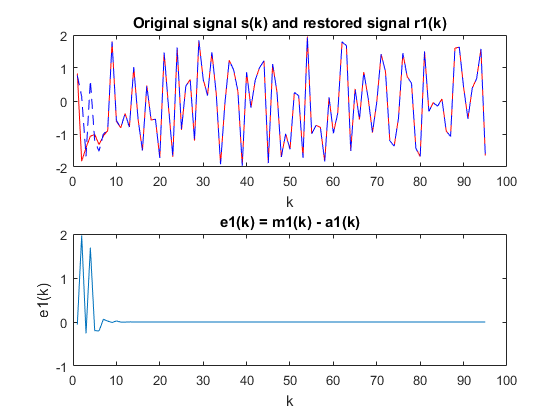 Original signal s(k) and restored signal r1(k)
2
1
0
-1
-2
0 10 20 30 40 50 60 70 80 90 100
k
e1(k) = m1(k) - a1(k)
2
1
0
-1
e1(k)
0 10 20 30 40 50 60 70 80 90 100
k